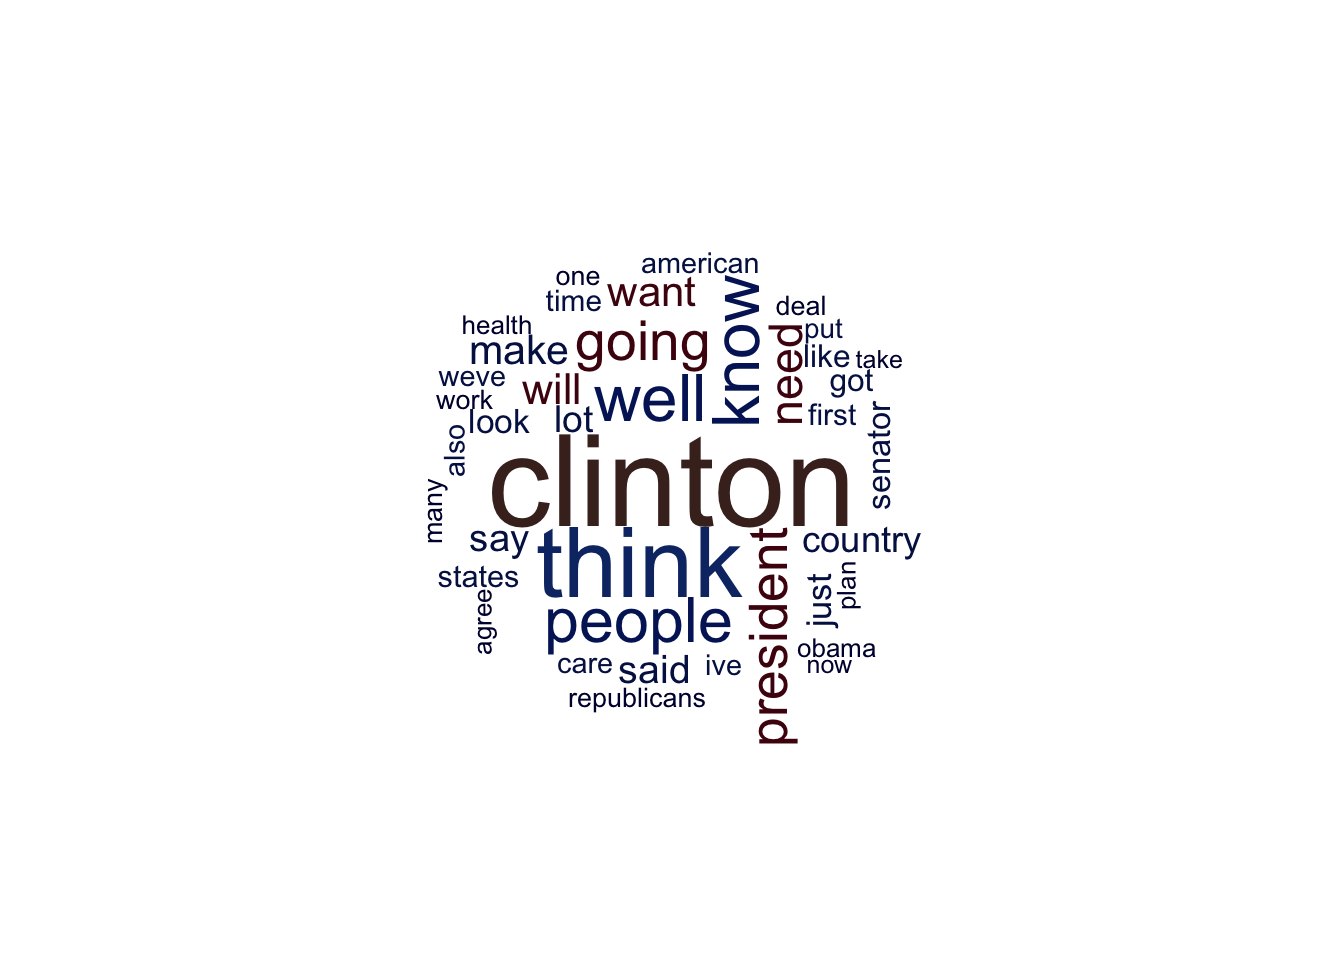 american
one
want
time
know
deal
health
going
need
put
make
like
take
weve
will
well
got
work
look
lot
first
also
clinton
senator
many
say
think
president
country
states
just
plan
agree
people
obama
care
said
ive
now
republicans